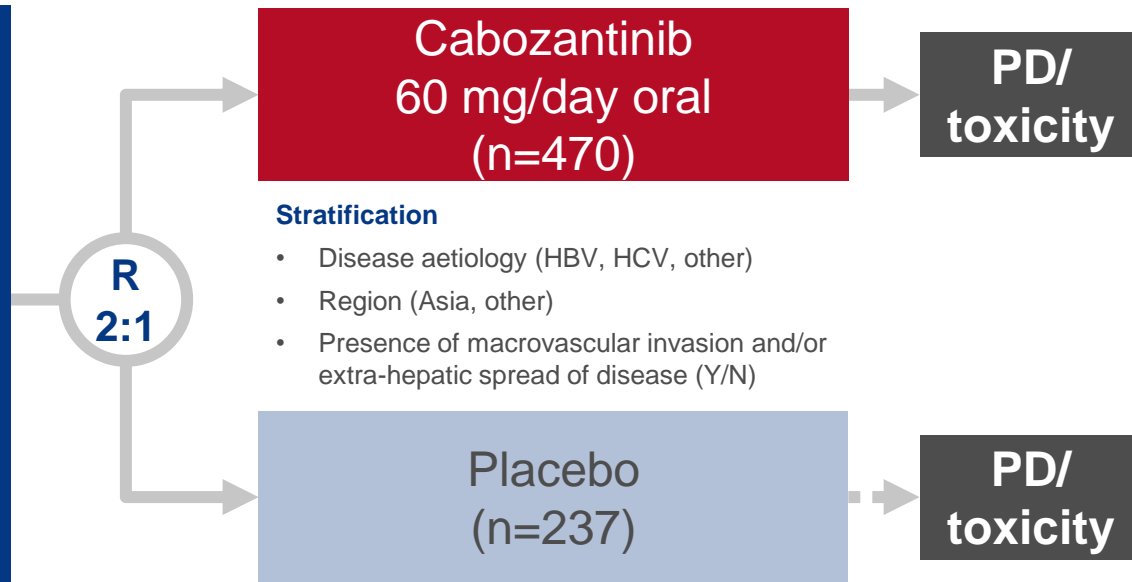 Cabozantinib
60 mg/day oral
(n=470)
PD/
toxicity
R
2:1
Stratification
• Disease aetiology (HBV, HCV, other)
• Region (Asia, other)
• Presence of macrovascular invasion and/or
extra-hepatic spread of disease (Y/N)
Placebo
(n=237)
PD/
toxicity